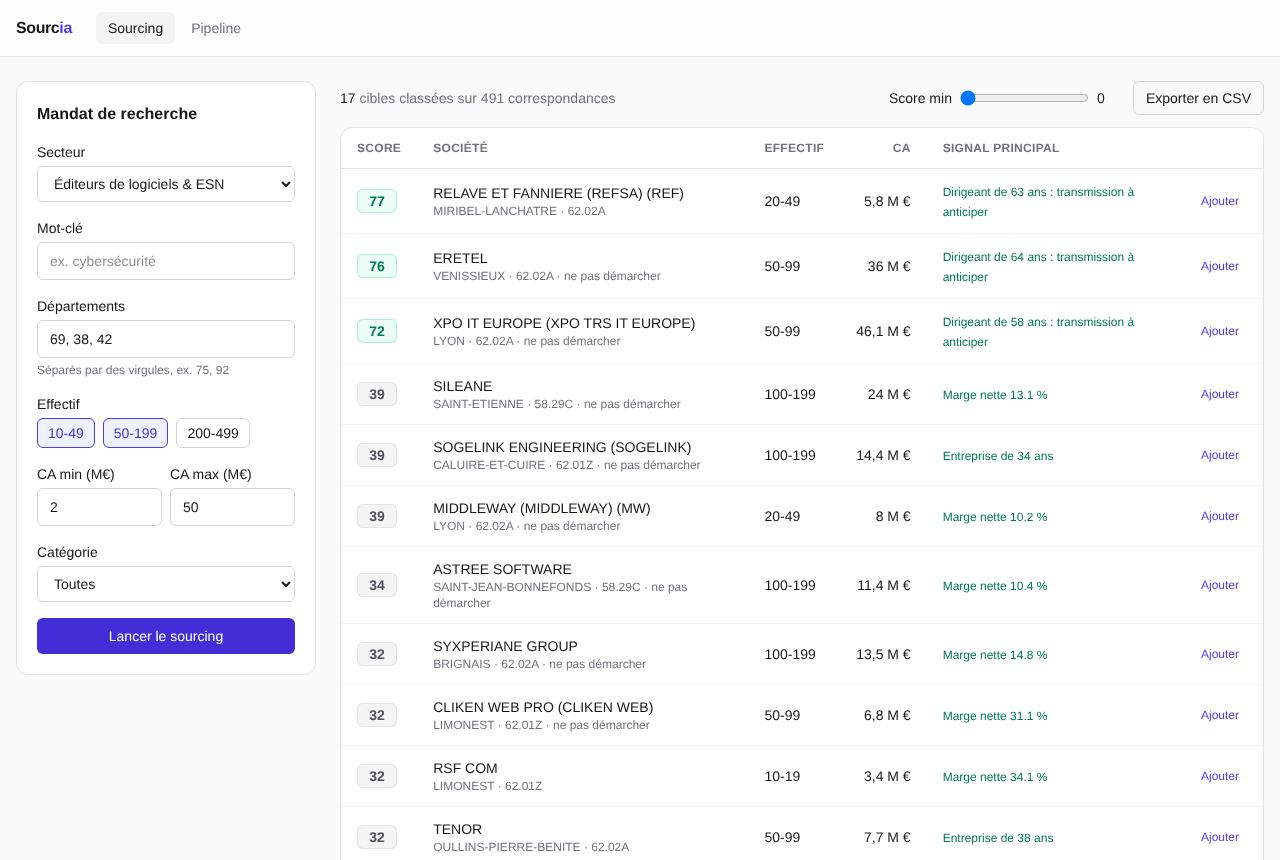 Sourcia
Sourcing
Pipeline
Mandat de recherche
Secteur
Éditeurs de logiciels & ESN
Mot-clé
ex. cybersécurité
Départements
69, 38, 42
Séparés par des virgules, ex. 75, 92
Effectif
10-49 50-199 200-499
CA min (M€) CA max (M€)
2 50
Catégorie
Toutes
Lancer le sourcing
17 cibles classées sur 491 correspondances
Score min 0
Exporter en CSV
SCORE SOCIÉTÉ EFFECTIF CA SIGNAL PRINCIPAL
77 RELAVE ET FANNIERE (REFSA) (REF) 20-49 5,8 M € Dirigeant de 63 ans : transmission à Ajouter
MIRIBEL-LANCHATRE · 62.02A anticiper
76 ERETEL 50-99 36 M € Dirigeant de 64 ans : transmission à Ajouter
VENISSIEUX · 62.02A · ne pas démarcher anticiper
72 XPO IT EUROPE (XPO TRS IT EUROPE) 50-99 46,1 M € Dirigeant de 58 ans : transmission à Ajouter
LYON · 62.02A · ne pas démarcher anticiper
39 SILEANE 100-199 24 M € Marge nette 13.1 % Ajouter
SAINT-ETIENNE · 58.29C · ne pas démarcher
39 SOGELINK ENGINEERING (SOGELINK) 100-199 14,4 M € Entreprise de 34 ans Ajouter
CALUIRE-ET-CUIRE · 62.01Z · ne pas démarcher
39 MIDDLEWAY (MIDDLEWAY) (MW) 20-49 8 M € Marge nette 10.2 % Ajouter
LYON · 62.02A · ne pas démarcher
34 ASTREE SOFTWARE 100-199 11,4 M € Marge nette 10.4 % Ajouter
SAINT-JEAN-BONNEFONDS · 58.29C · ne pas
démarcher
32 SYXPERIANE GROUP 100-199 13,5 M € Marge nette 14.8 % Ajouter
BRIGNAIS · 62.02A · ne pas démarcher
32 CLIKEN WEB PRO (CLIKEN WEB) 50-99 6,8 M € Marge nette 31.1 % Ajouter
LIMONEST · 62.01Z · ne pas démarcher
32 RSF COM 10-19 3,4 M € Marge nette 34.1 % Ajouter
LIMONEST · 62.01Z
32 TENOR 50-99 7,7 M € Entreprise de 38 ans Ajouter
OULLINS-PIERRE-BENITE · 62.02A